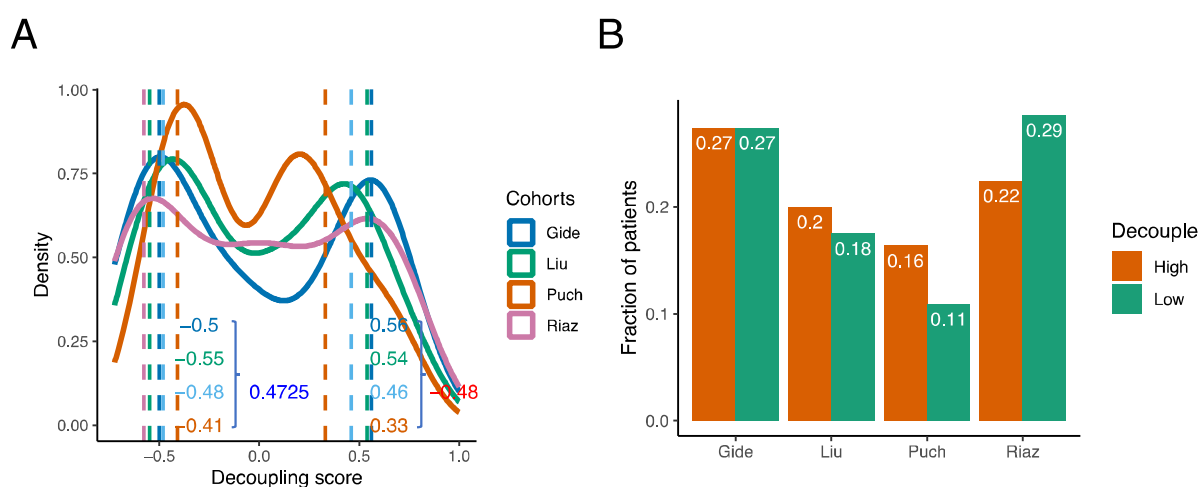 A
1.00
0.75
0.50
0.25
0.00
Density
−0.5
−0.55
−0.48
−0.41
0.4725
0.56
0.54
0.46
0.33
−0.48
−0.5
0.0
0.5
1.0
Decoupling score
Cohorts
Gide
Liu
Puch
Riaz
B
Fraction of patients
0.2
0.1
0.0
0.27
0.27
0.2
0.18
0.16
0.11
0.22
0.29
Gide
Liu
Puch
Riaz
Decouple
High
Low